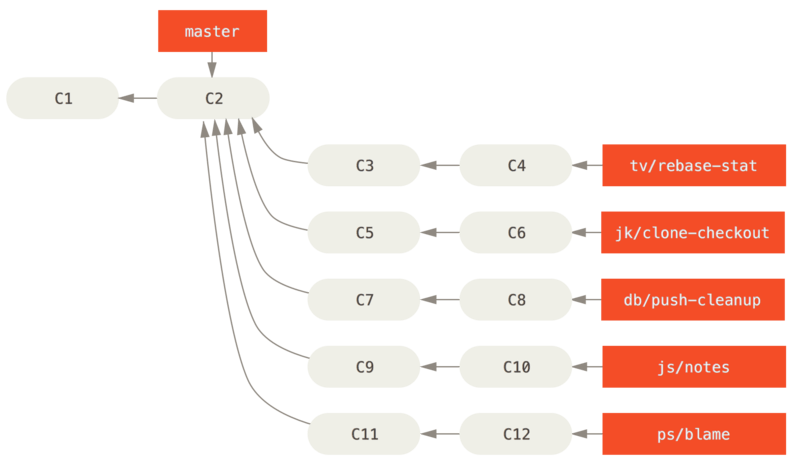 master
C1
C2
C3
C4
tv/rebase-stat
C5
C6
jk/clone-checkout
C7
C8
db/push-cleanup
C9
C10
js/notes
C11
C12
ps/blame